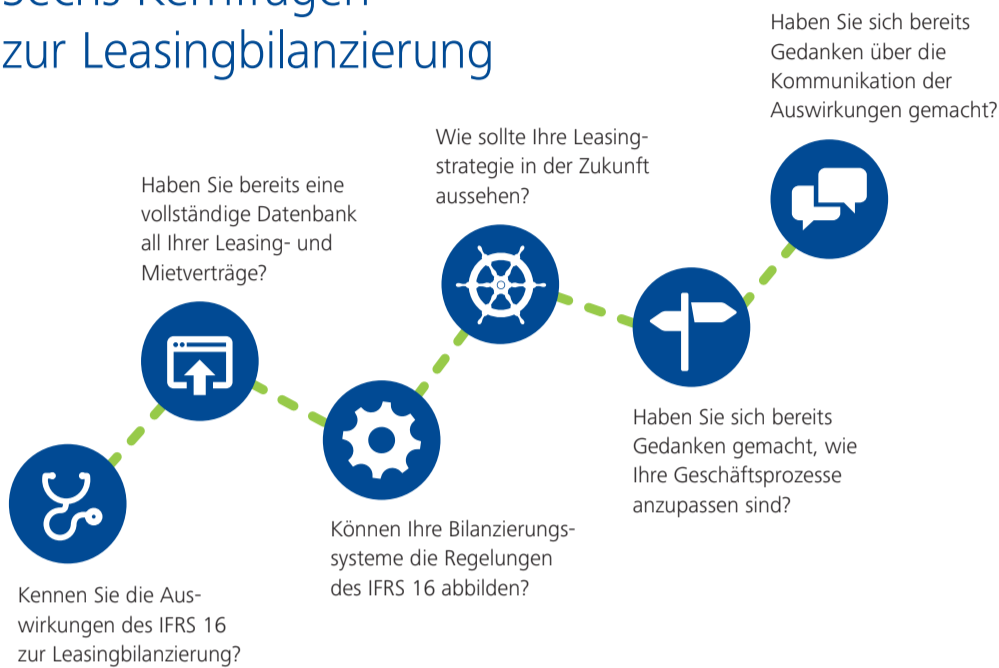 Sechs Kernfragen
zur Leasingbilanzierung
Kennen Sie die Aus-
wirkungen des IFRS 16
zur Leasingbilanzierung?
Haben Sie bereits eine
vollständige Datenbank
all Ihrer Leasing- und
Mietverträge?
Können Ihre Bilanzierungs-
systeme die Regelungen
des IFRS 16 abbilden?
Wie sollte Ihre Leasing-
strategie in der Zukunft
aussehen?
Haben Sie sich bereits
Gedanken gemacht, wie
Ihre Geschäftsprozesse
anzupassen sind?
Haben Sie sich bereits
Gedanken über die
Kommunikation der
Auswirkungen gemacht?